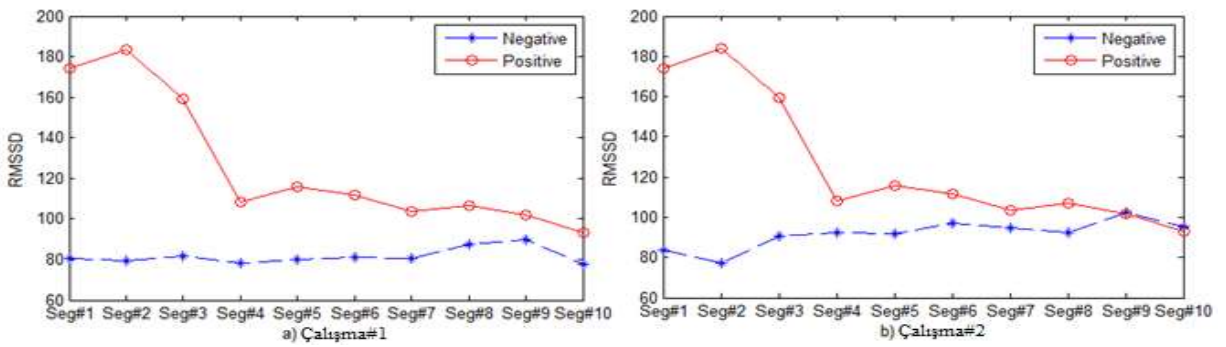 200
180
160
140
120
100
80
60
RMSSD
Negative
Positive
Seg#1 Seg#2 Seg#3 Seg#4 Seg#5 Seg#6 Seg#7 Seg#8 Seg#9 Seg#10
a) Çalışma#1
200
180
160
140
120
100
80
60
RMSSD
Negative
Positive
Seg#1 Seg#2 Seg#3 Seg#4 Seg#5 Seg#6 Seg#7 Seg#8 Seg#9 Seg#10
b) Çalışma#2